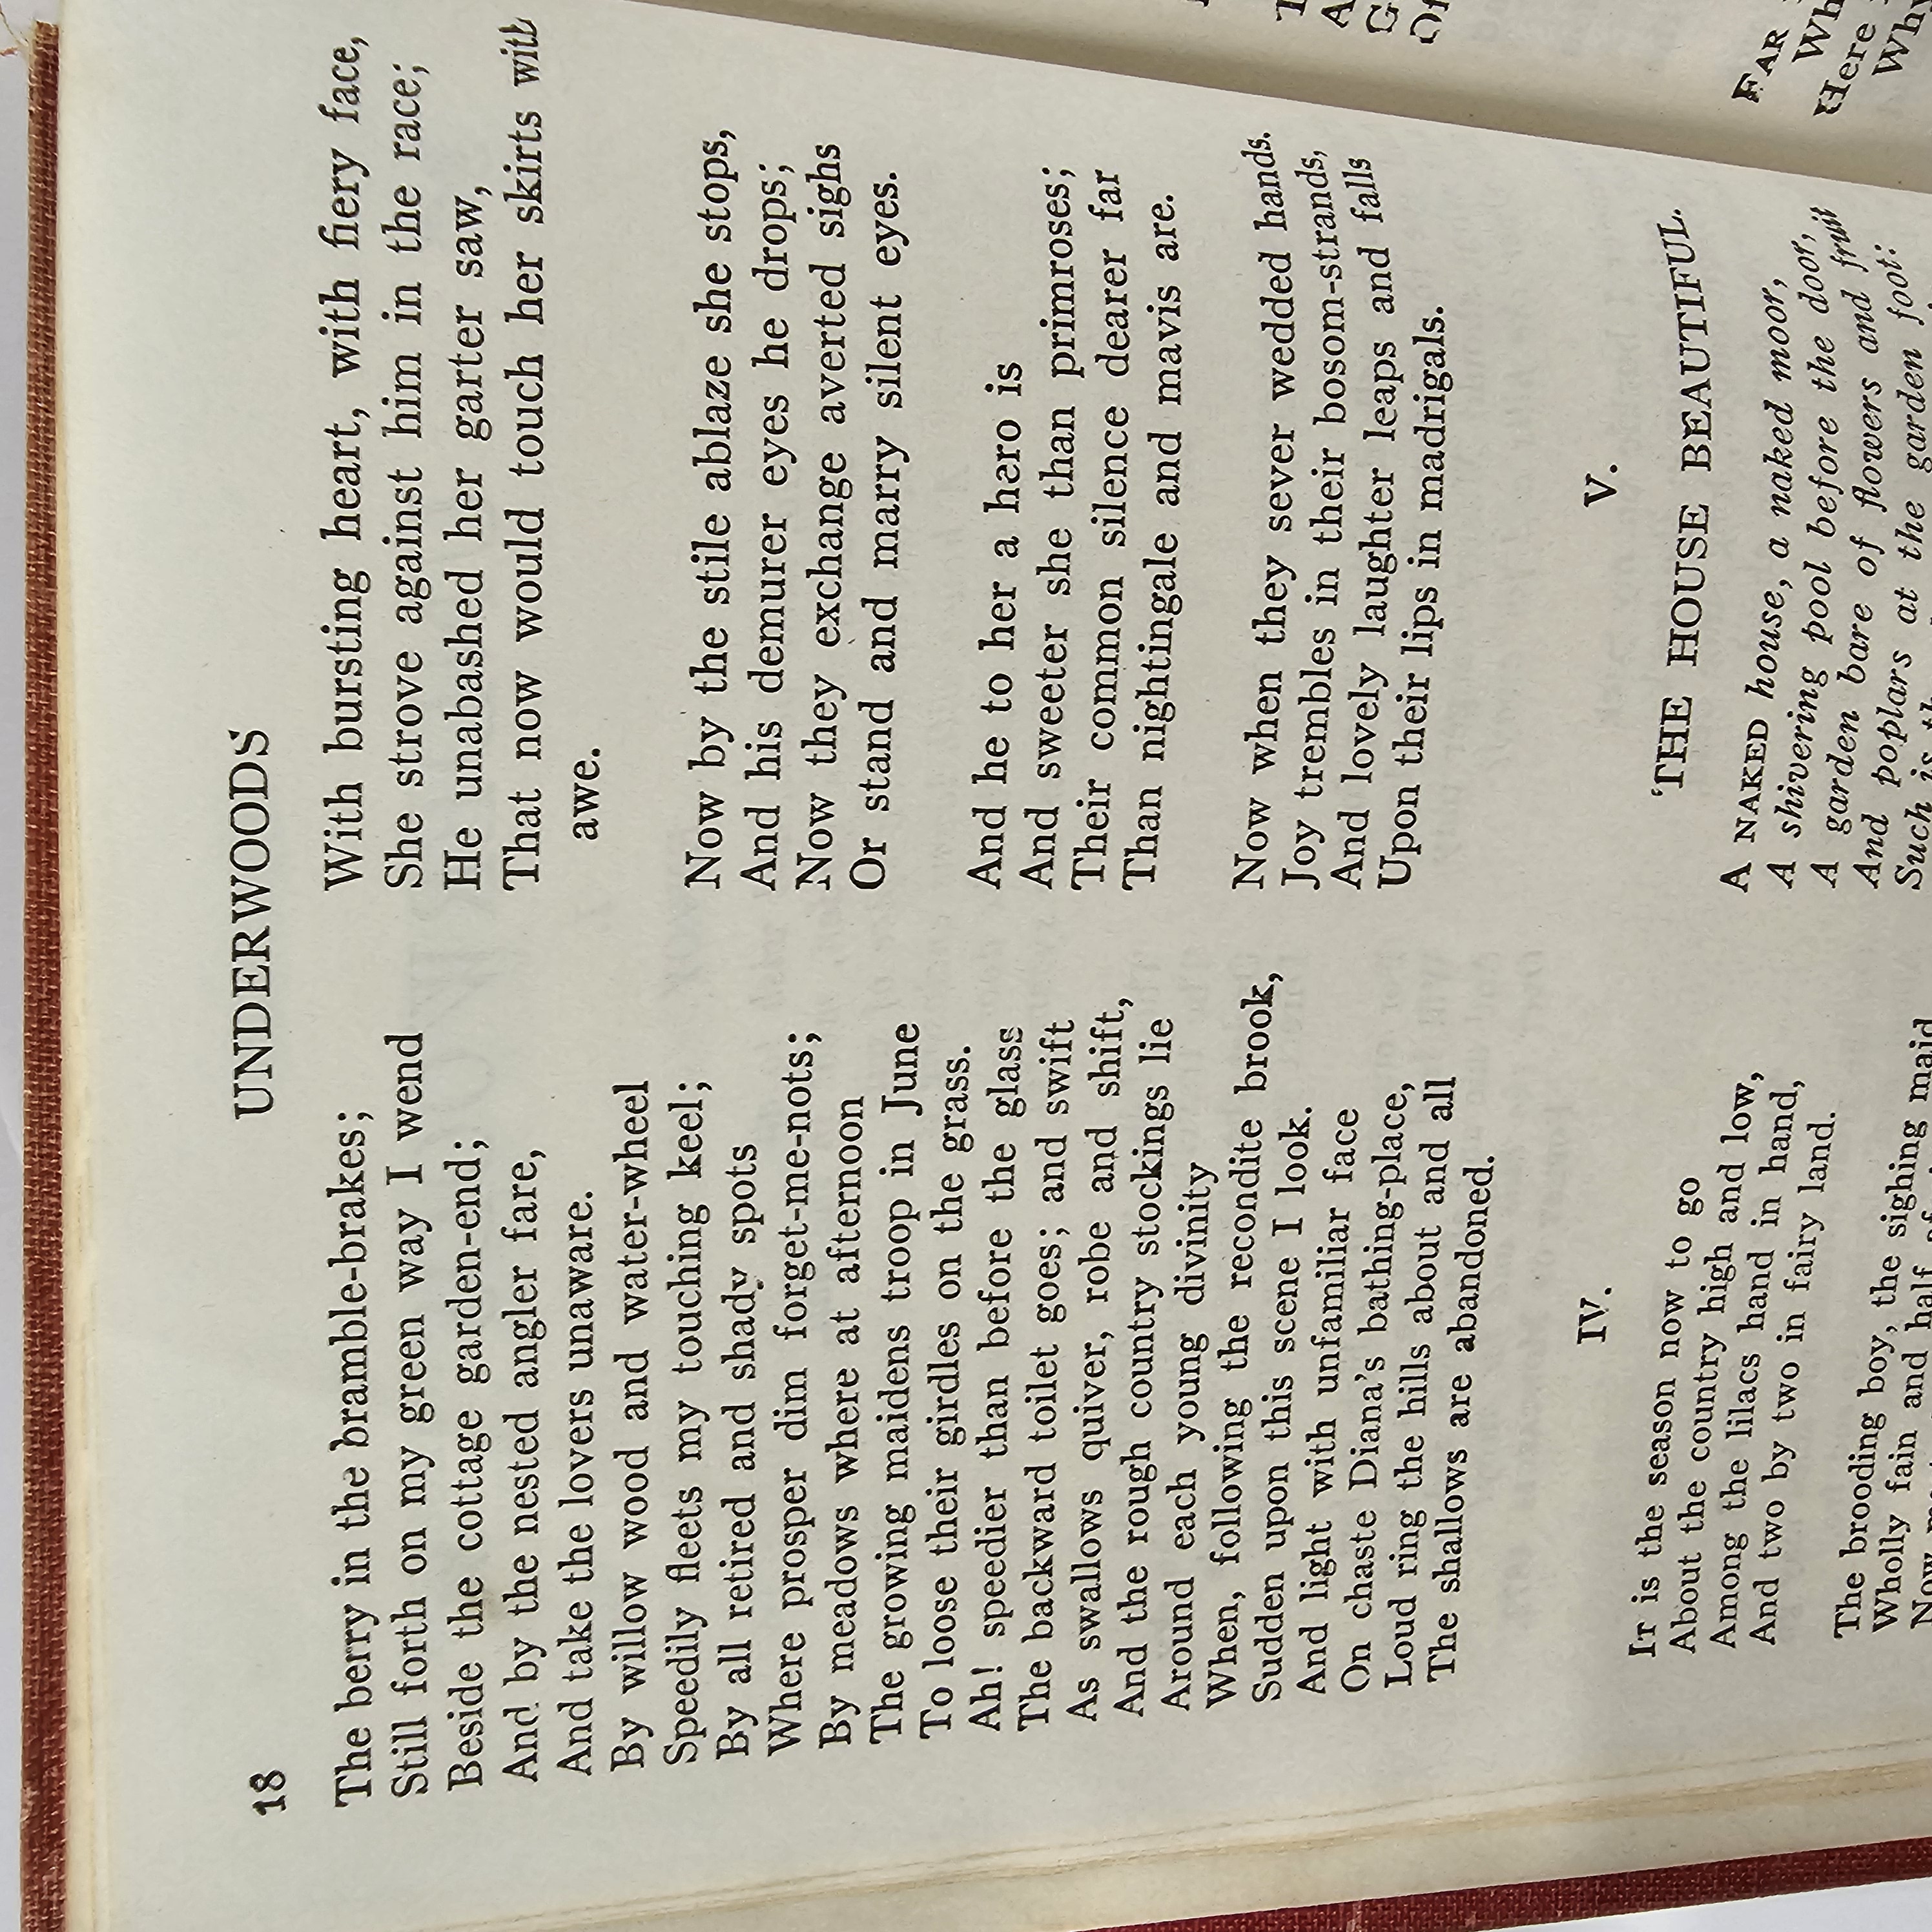 18
UNDERWOODS
The berry in the bramble-brakes;
Still forth on my green way I wend
Beside the cottage garden-end;
And by the nested angler fare,
And take the lovers unaware.
By willow wood and water-wheel
Speedily fleets my touching keel;
By all retired and shady spots
Where prosper dim forget-me-nots;
By meadows where at afternoon
The growing maidens troop in June
To loose their girdles on the grass.
Ah! speedier than before the glass
The backward toilet goes; and swift
As swallows quiver, robe and shift,
And the rough country stockings lie
Around each young divinity
When, following the recondite brook,
Sudden upon this scene I look.
And light with unfamiliar face
On chaste Diana's bathing-place,
Loud ring the hills about and all
The shallows are abandoned.
IV.
IT is the season now to go
About the country high and low,
Among the lilacs hand in hand,
And two by two in fairy land.
The brooding boy, the sighing maid
Wholly fain and half
Now
With bursting heart, with fiery face,
She strove against him in the race;
He unabashed her garter saw,
That now would touch her skirts with
awe.
Now by the stile ablaze she stops,
And his demurer eyes he drops;
Now they exchange averted sighs
Or stand and marry silent eyes.
And he to her a hero is
And sweeter she than primroses;
Their common silence dearer far
Than nightingale and mavis are.
Now when they sever wedded hands.
Joy trembles in their bosom-strands,
And lovely laughter leaps and falls
Upon their lips in madrigals.
V.
THE HOUSE BEAUTIFUL.
A NAKED house, a naked moor,
A shivering pool before the door,
A garden bare of flowers and fruit
And poplars at the garden foot:
Such is
FAR
Wh
Here
Wh